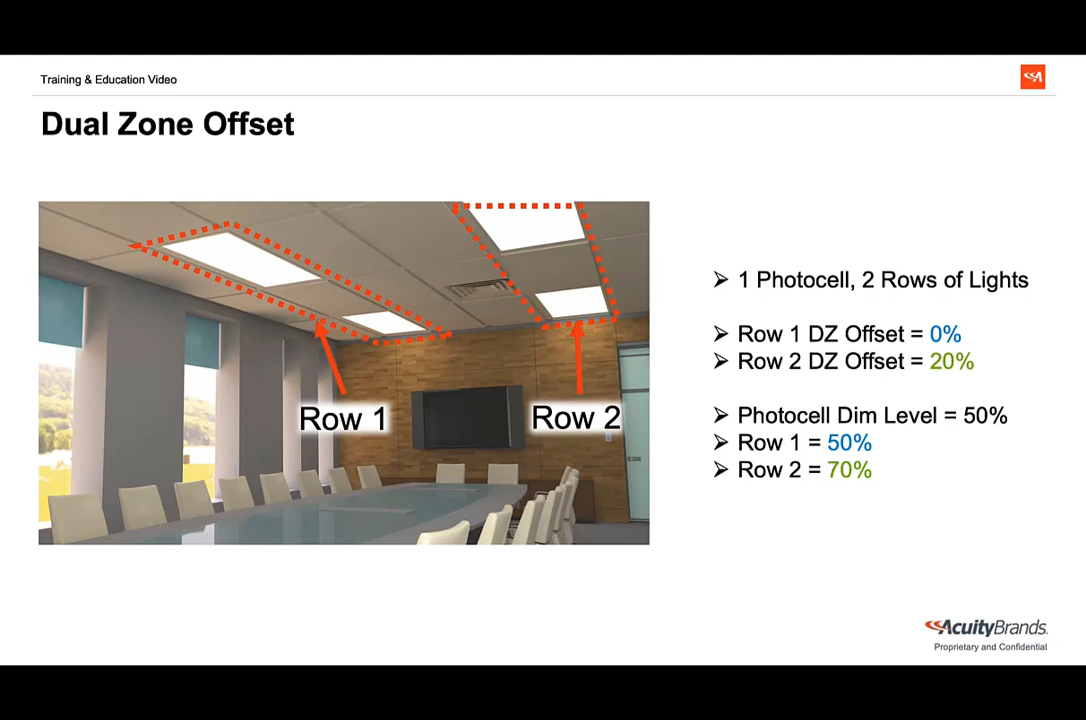 Training & Education Video
Dual Zone Offset
Row 1
Row 2
➢ 1 Photocell, 2 Rows of Lights
➢ Row 1 DZ Offset = 0%
➢ Row 2 DZ Offset = 20%
➢ Photocell Dim Level = 50%
➢ Row 1 = 50%
➢ Row 2 = 70%
AcuityBrands.
Proprietary and Confidential